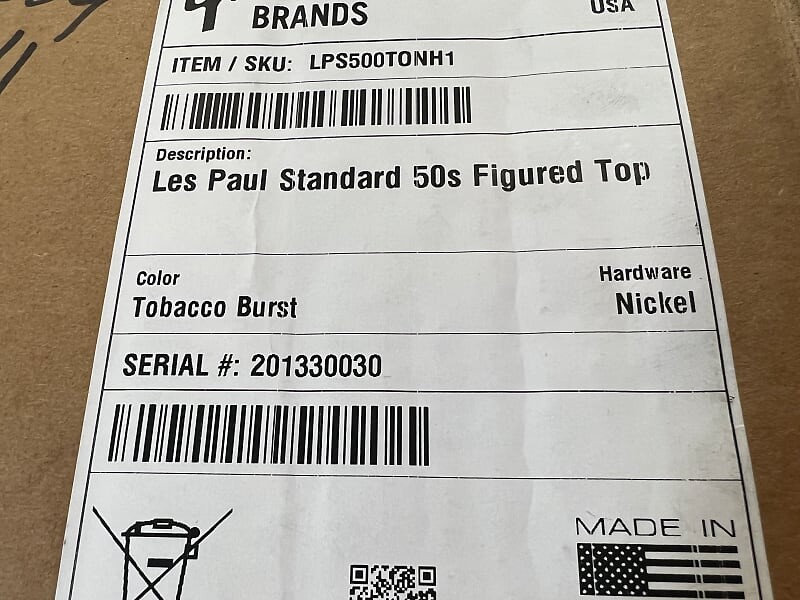 BRANDS
USA
ITEM / SKU: LPS500TONH1
Description:
Les Paul Standard 50s Figured Top
Color
Hardware
Tobacco Burst
Nickel
SERIAL #: 201330030
MADE IN